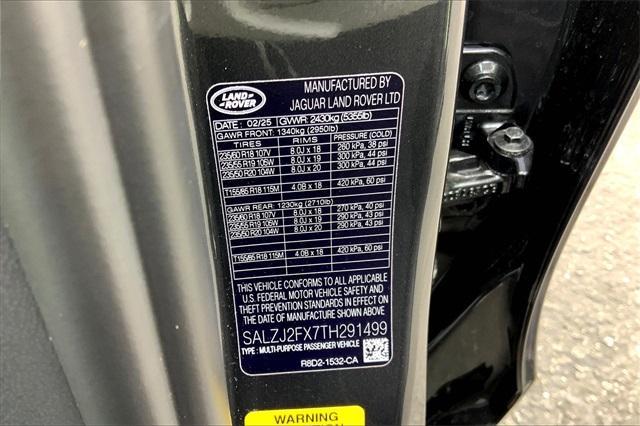 LAND ROVER
MANUFACTURED BY
JAGUAR LAND ROVER LTD
DATE : 02/25 GVWR: 2430kg (5355lb)
GAWR FRONT: 1340kg (2950lb)
TIRES RIMS PRESSURE (COLD)
235/60 R18 107V 8.0J x 18 260 kPa, 38 psi
235/55 R19 105W 8.0J x 19 300 kPa, 44 psi
235/50 R20 104W 8.0J x 20 300 kPa, 44 psi
T155/85 R18 115M 4.0B x 18 420 kPa, 60 psi
GAWR REAR: 1230kg (2710lb)
235/60 R18 107V 8.0J x 18 270 kPa, 40 psi
235/55 R19 105W 8.0J x 19 290 kPa, 43 psi
235/50 R20 104W 8.0J x 20 290 kPa, 43 psi
T155/85 R18 115M 4.0B x 18 420 kPa, 60 psi
THIS VEHICLE CONFORMS TO ALL APPLICABLE
U.S. FEDERAL MOTOR VEHICLE SAFETY AND
THEFT PREVENTION STANDARDS IN EFFECT ON
THE DATE OF MANUFACTURE SHOWN ABOVE.
SALZJ2FX7TH291499
TYPE : MULTI-PURPOSE PASSENGER VEHICLE
R8D2-1532-CA
WARNING